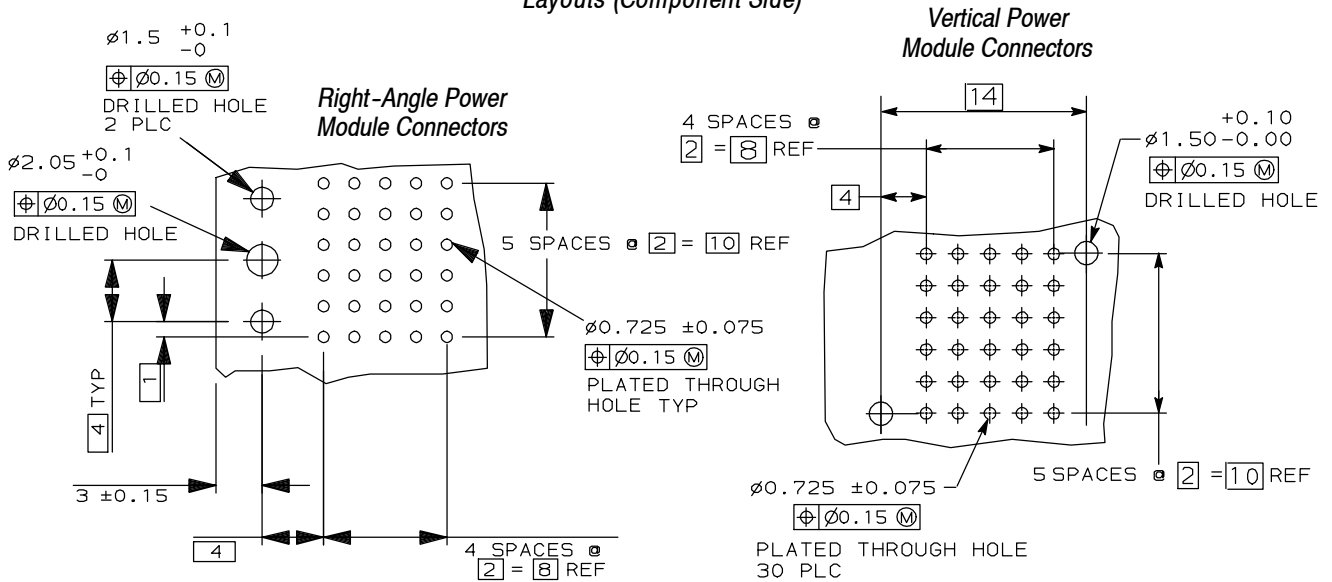 Layouts (Component Side)
Vertical Power
Module Connectors
Right-Angle Power
Module Connectors
ø1.5 +0.1
-0
⌖ Ø0.15 Ⓜ
DRILLED HOLE
2 PLC
ø2.05 +0.1
-0
⌖ Ø0.15 Ⓜ
DRILLED HOLE
5 SPACES @ 2 = 10 REF
ø0.725 ±0.075
⌖ Ø0.15 Ⓜ
PLATED THROUGH
HOLE TYP
1
4 TYP
3 ±0.15
4
4 SPACES @
2 = 8 REF
14
4 SPACES @
2 = 8 REF
4
+0.10
ø1.50-0.00
⌖ Ø0.15 Ⓜ
DRILLED HOLE
5 SPACES @ 2 = 10 REF
ø0.725 ±0.075
⌖ Ø0.15 Ⓜ
PLATED THROUGH HOLE
30 PLC